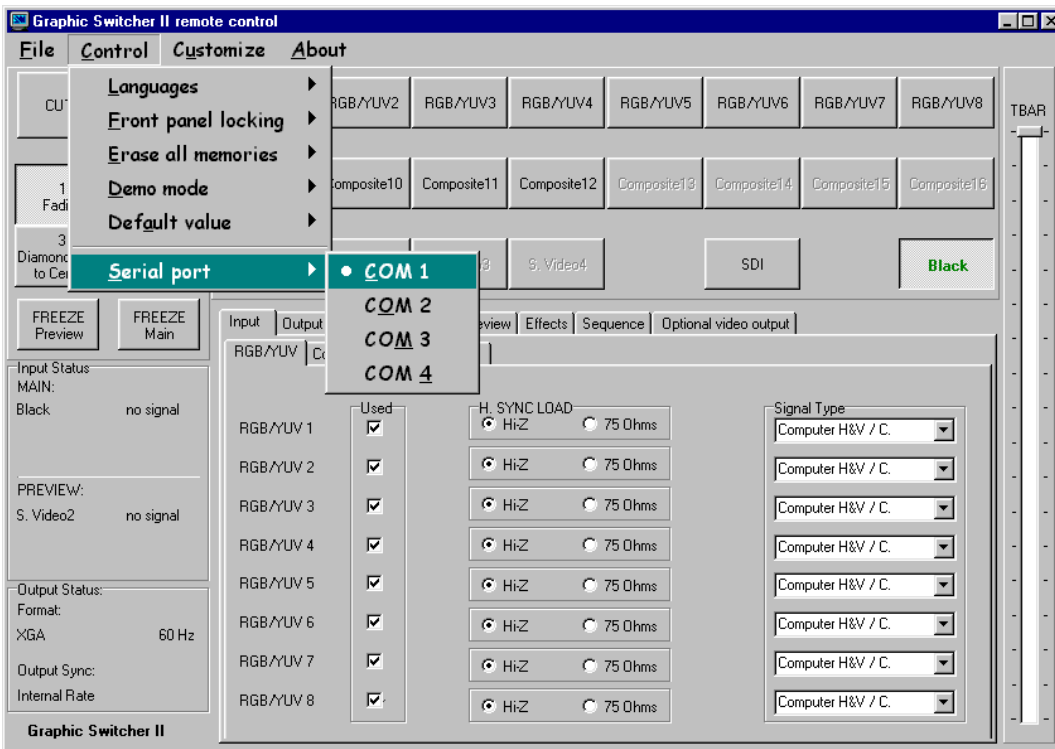 Graphic Switcher II remote control
File Control Customize About
Languages
Front panel locking
Erase all memories
Demo mode
Default value
Serial port
COM 1
COM 2
COM 3
COM 4
RGB/YUV2 RGB/YUV3 RGB/YUV4 RGB/YUV5 RGB/YUV6 RGB/YUV7 RGB/YUV8
TBAR
1
Composite10 Composite11 Composite12 Composite13 Composite14 Composite15 Composite16
3
to Cen
S. Video4 SDI Black
FREEZE Preview
FREEZE Main
Input Output Effects Sequence Optional video output
RGB/YUV
Input Status
MAIN:
Black no signal
PREVIEW:
S. Video2 no signal
Output Status:
Format:
XGA 60 Hz
Output Sync:
Internal Rate
Graphic Switcher II
Used H. SYNC LOAD Signal Type
RGB/YUV 1 Hi-Z 75 Ohms Computer H&V / C.
RGB/YUV 2 Hi-Z 75 Ohms Computer H&V / C.
RGB/YUV 3 Hi-Z 75 Ohms Computer H&V / C.
RGB/YUV 4 Hi-Z 75 Ohms Computer H&V / C.
RGB/YUV 5 Hi-Z 75 Ohms Computer H&V / C.
RGB/YUV 6 Hi-Z 75 Ohms Computer H&V / C.
RGB/YUV 7 Hi-Z 75 Ohms Computer H&V / C.
RGB/YUV 8 Hi-Z 75 Ohms Computer H&V / C.